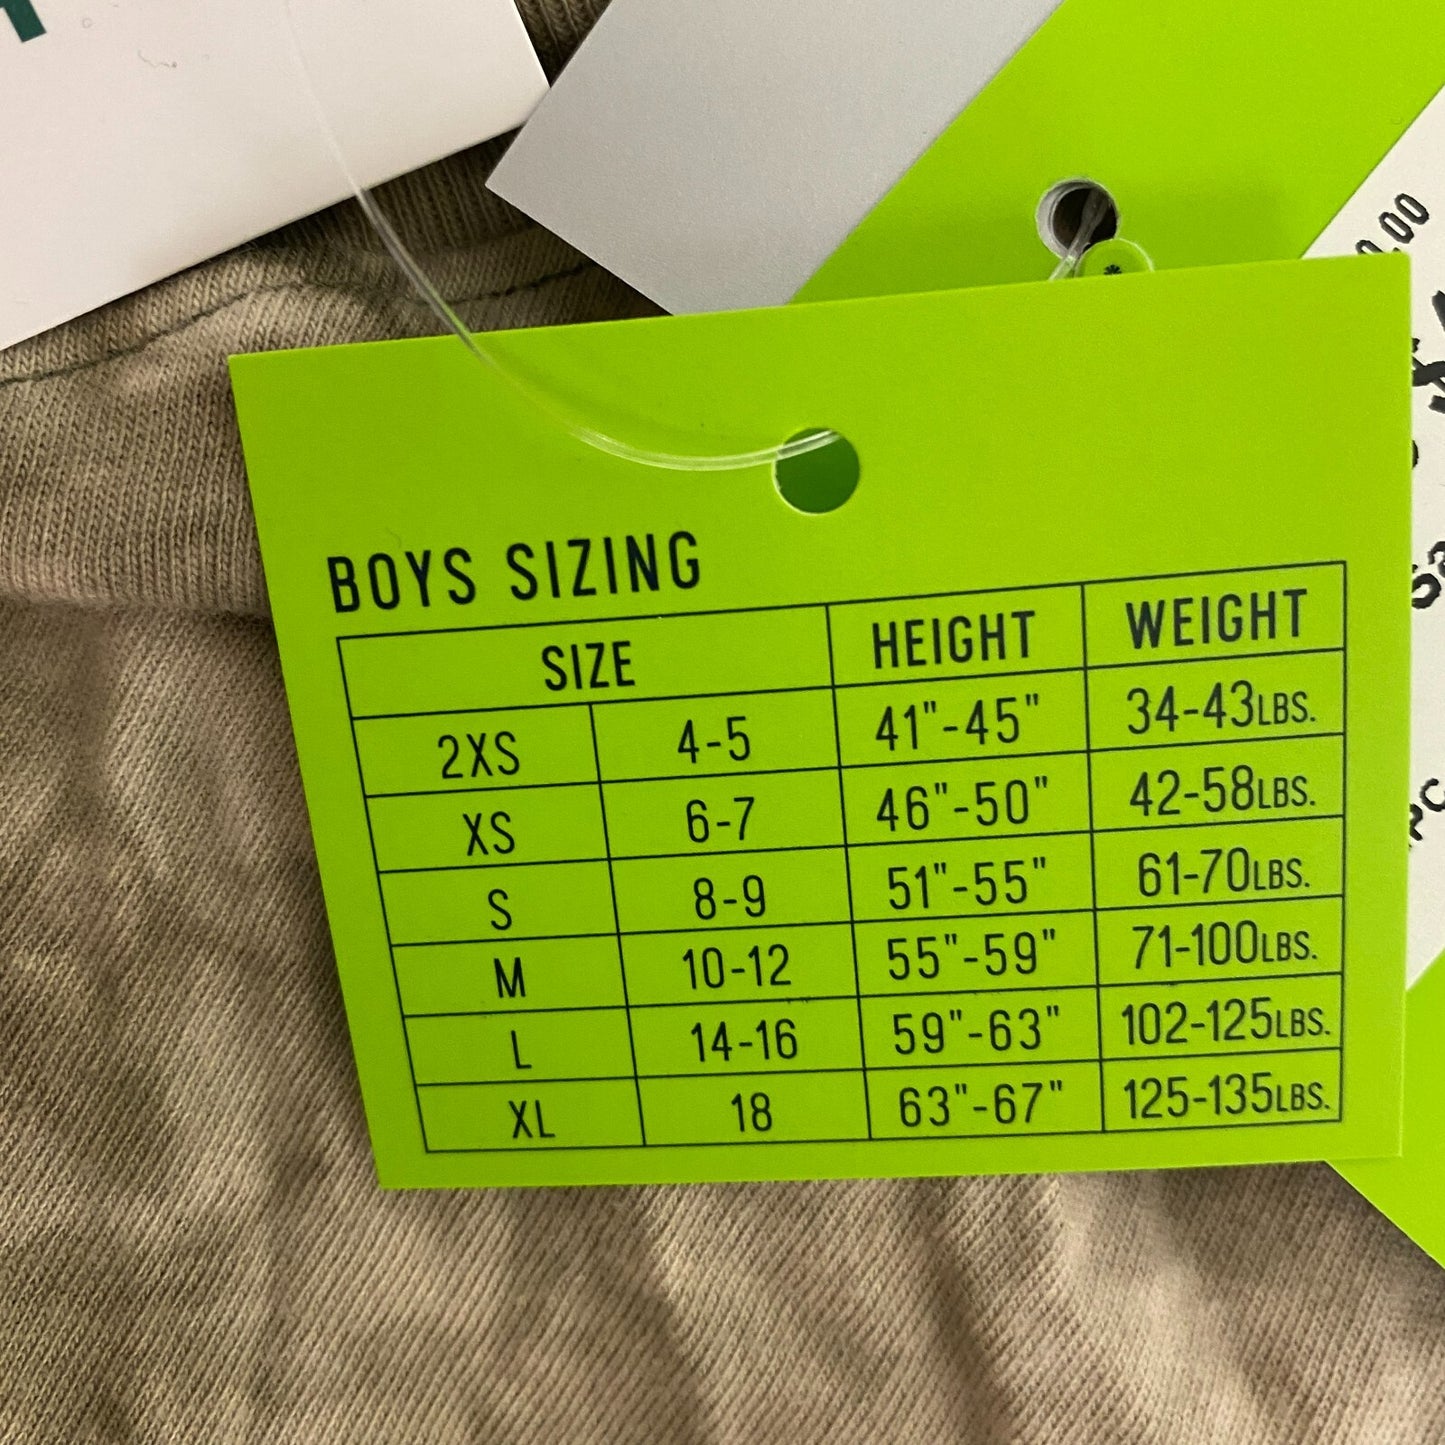 BOYS SIZING
SIZE HEIGHT WEIGHT
2XS 4-5 41"-45" 34-43LBS.
XS 6-7 46"-50" 42-58LBS.
S 8-9 51"-55" 61-70LBS.
M 10-12 55"-59" 71-100LBS.
L 14-16 59"-63" 102-125LBS.
XL 18 63"-67" 125-135LBS.